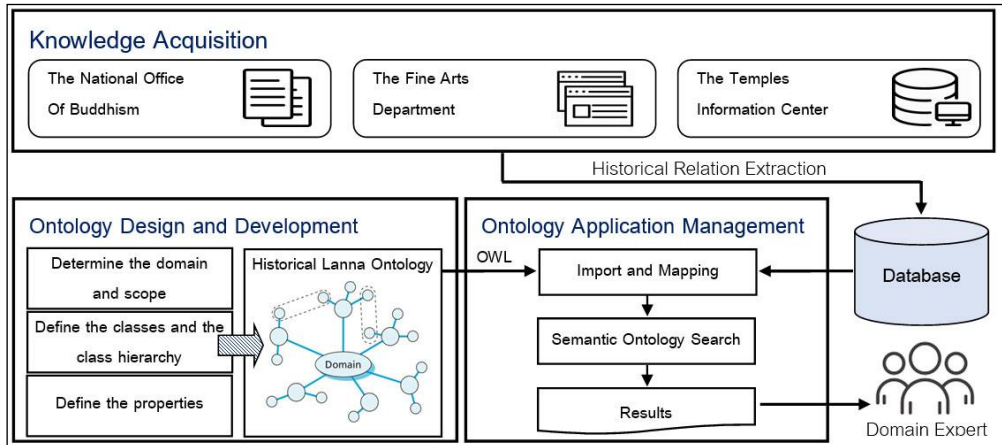 Knowledge Acquisition
The National Office
Of Buddhism
The Fine Arts
Department
The Temples
Information Center
Historical Relation Extraction
Ontology Design and Development
Determine the domain
and scope
Define the classes and the
class hierarchy
Define the properties
Historical Lanna Ontology
Domain
OWL
Ontology Application Management
Import and Mapping
Semantic Ontology Search
Results
Database
Domain Expert